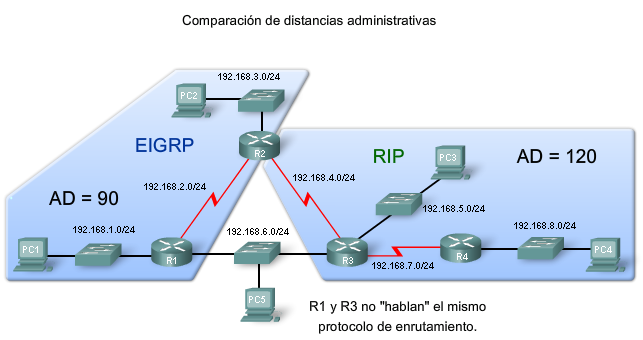 Comparación de distancias administrativas
192.168.3.0/24
PC2
EIGRP
R2
RIP
PC3
AD = 120
192.168.2.0/24
192.168.4.0/24
AD = 90
192.168.5.0/24
192.168.1.0/24
192.168.6.0/24
192.168.8.0/24
PC1
R1
R3
192.168.7.0/24
R4
PC4
PC5
R1 y R3 no "hablan" el mismo
protocolo de enrutamiento.